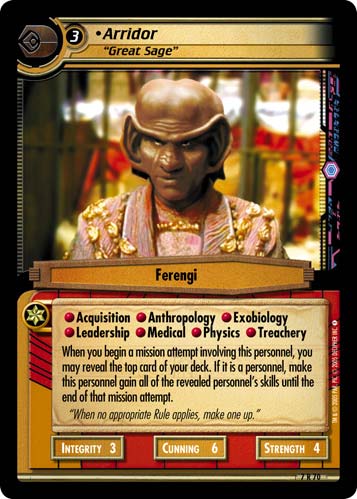 3
•Arridor
"Great Sage"
Ferengi
•Acquisition •Anthropology •Exobiology
•Leadership •Medical •Physics •Treachery
When you begin a mission attempt involving this personnel, you
may reveal the top card of your deck. If it is a personnel, make
this personnel gain all of the revealed personnel's skills until the
end of that mission attempt.
"When no appropriate Rule applies, make one up."
INTEGRITY 3 CUNNING 6 STRENGTH 4
7 R 70